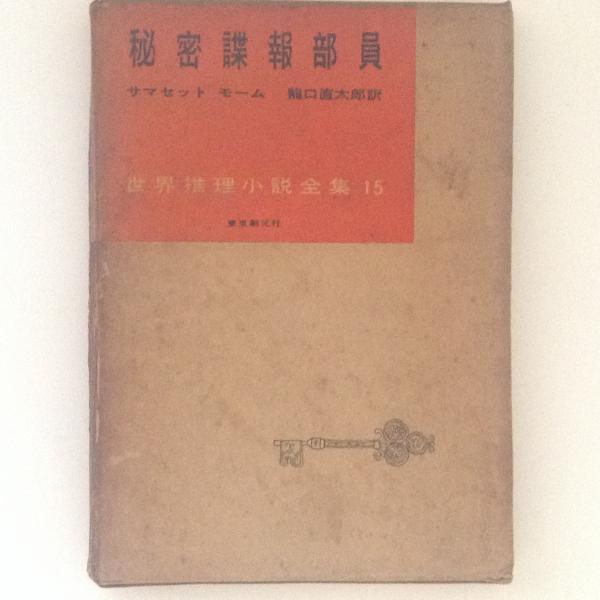 秘密諜報部員
サマセット モーム 龍口直太郎訳
世界推理小説全集 15
東京創元社